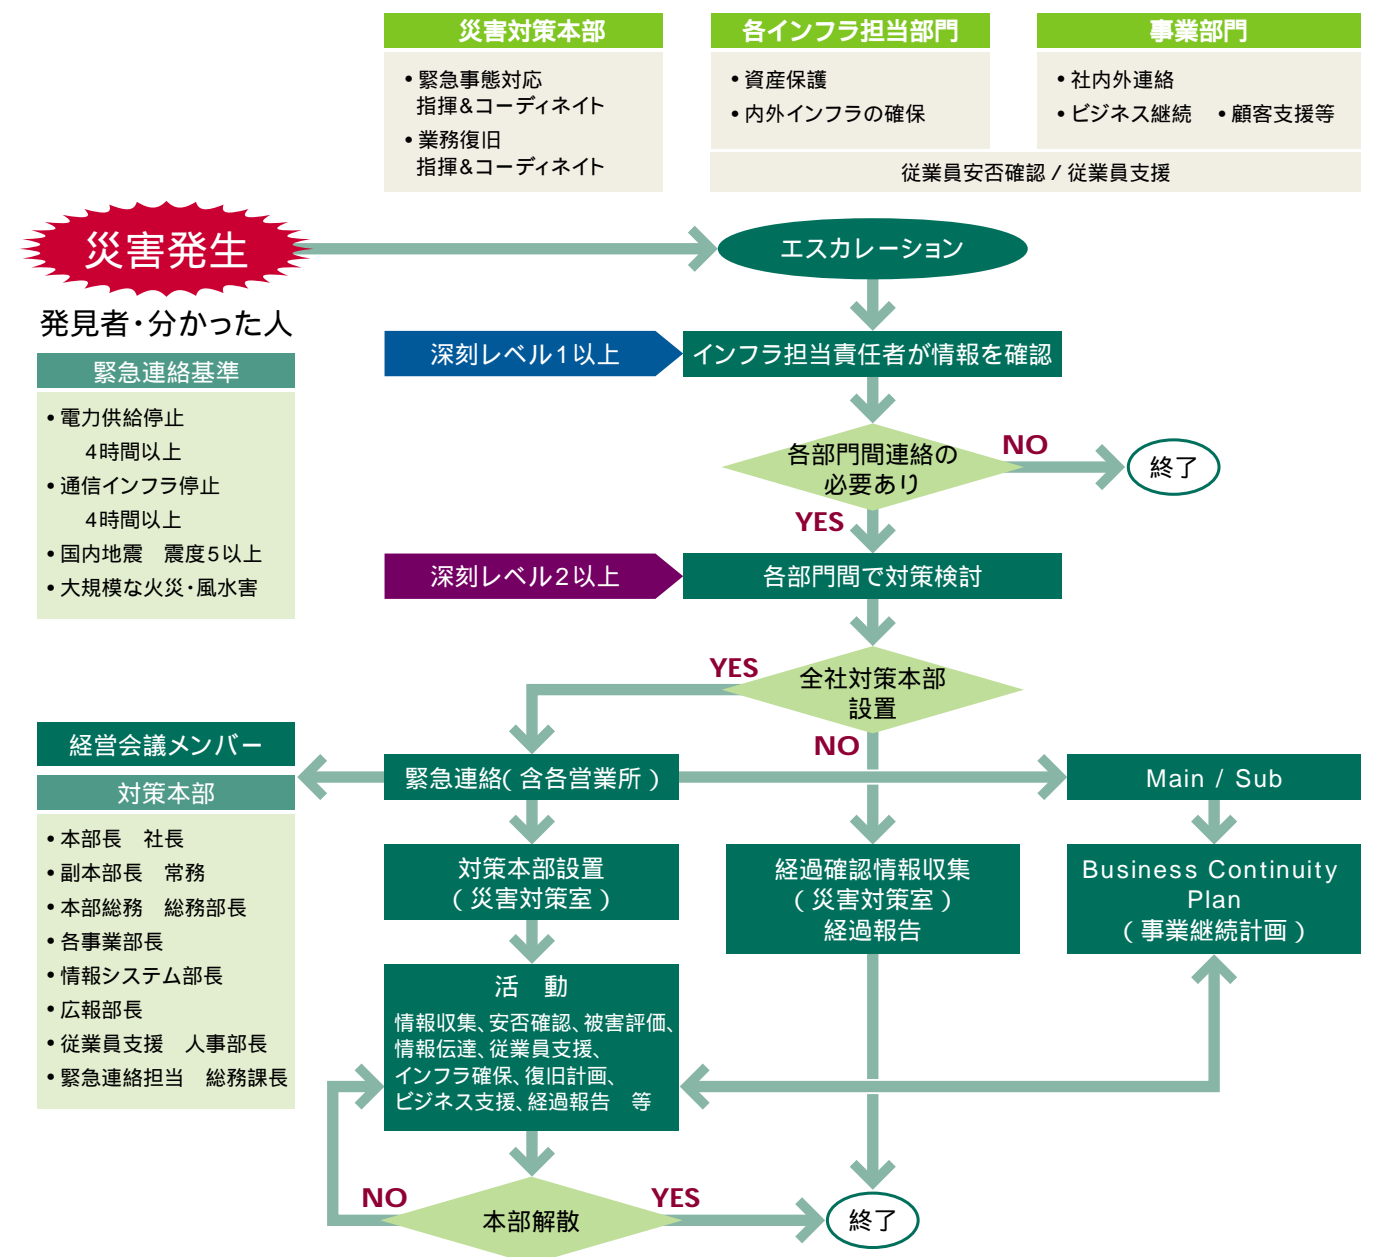 災害対策本部
•緊急事態対応
指揮&コーディネイト
•業務復旧
指揮&コーディネイト
各インフラ担当部門
•資産保護
•内外インフラの確保
事業部門
•社内外連絡
•ビジネス継続　•顧客支援等
従業員安否確認 / 従業員支援
災害発生
エスカレーション
発見者・分かった人
緊急連絡基準
•電力供給停止
4時間以上
•通信インフラ停止
4時間以上
•国内地震　震度5以上
•大規模な火災・風水害
深刻レベル1以上
インフラ担当責任者が情報を確認
各部門間連絡の
必要あり
NO
終了
YES
深刻レベル2以上
各部門間で対策検討
全社対策本部
設置
YES
NO
経営会議メンバー
対策本部
•本部長　社長
•副本部長　常務
•本部総務　総務部長
•各事業部長
•情報システム部長
•広報部長
•従業員支援　人事部長
•緊急連絡担当　総務課長
緊急連絡(含各営業所)
Main / Sub
対策本部設置
(災害対策室)
経過確認情報収集
(災害対策室)
経過報告
Business Continuity
Plan
(事業継続計画)
活　動
情報収集、安否確認、被害評価、
情報伝達、従業員支援、
インフラ確保、復旧計画、
ビジネス支援、経過報告　等
NO
本部解散
YES
終了